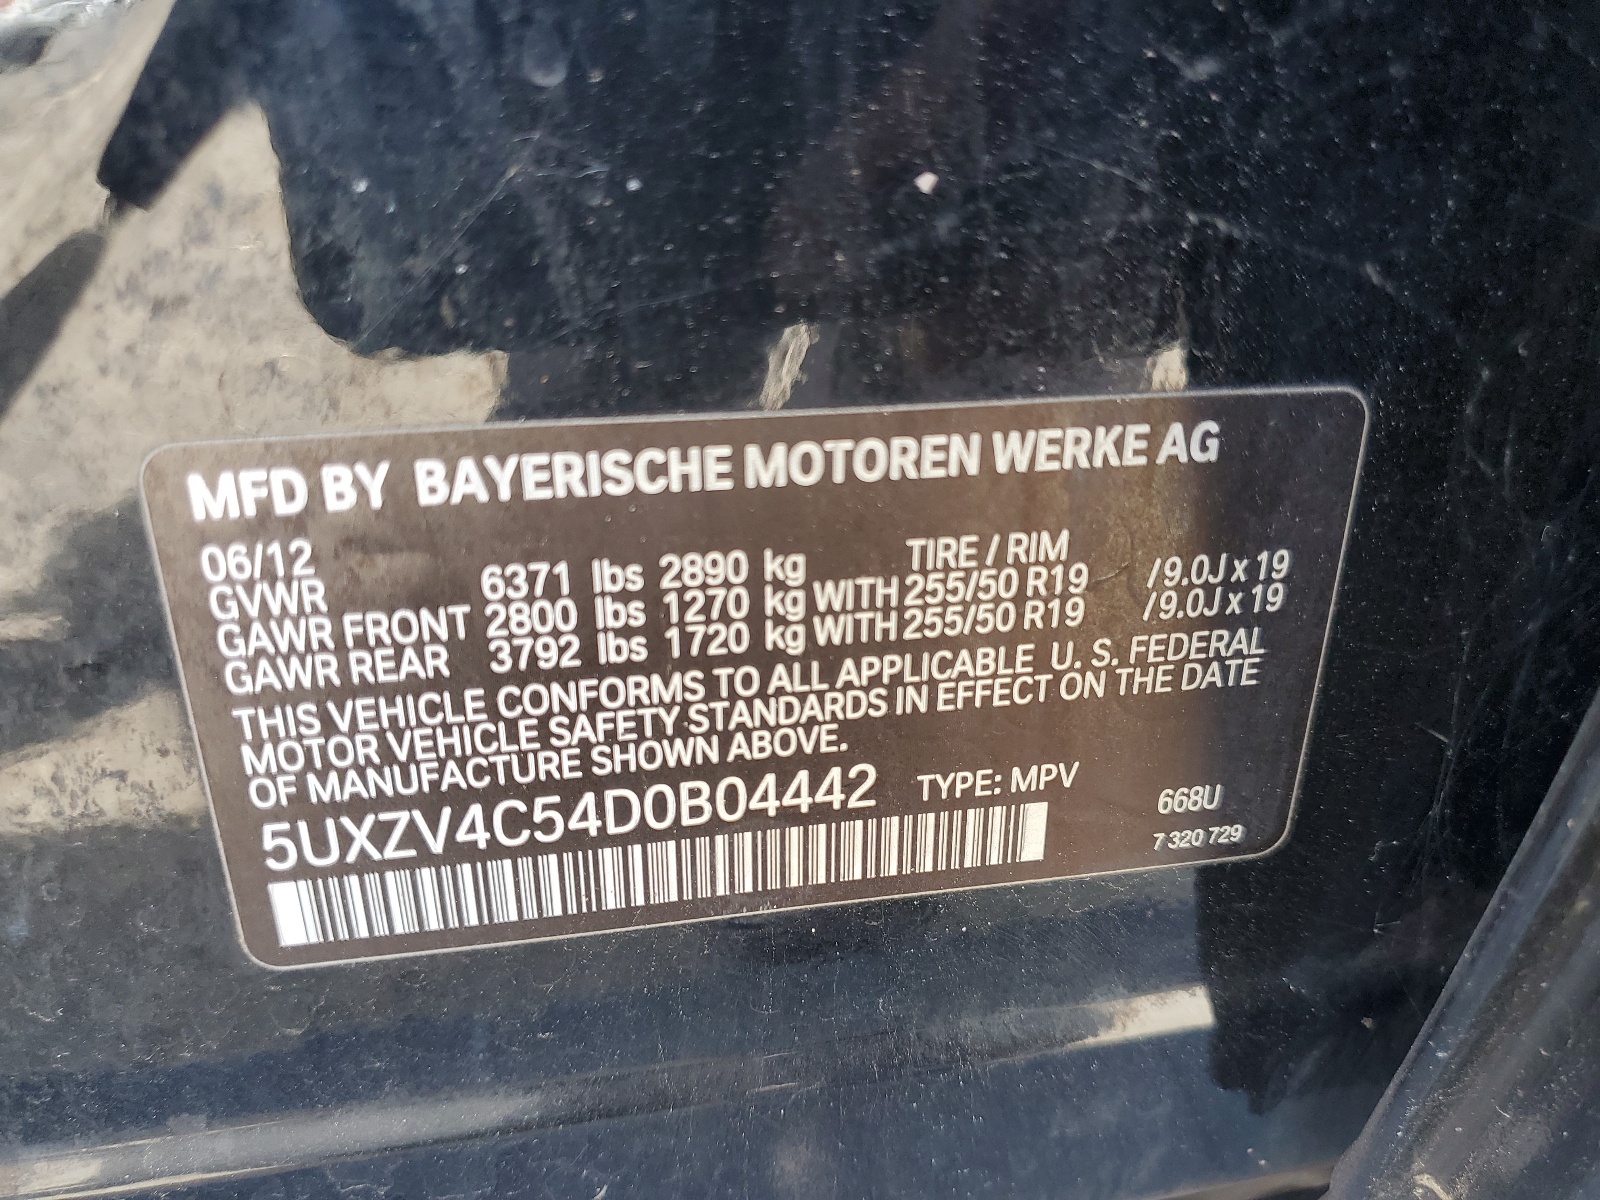 MFD BY BAYERISCHE MOTOREN WERKE AG
06/12 TIRE / RIM
GVWR 6371 lbs 2890 kg
GAWR FRONT 2800 lbs 1270 kg WITH 255/50 R19 /9.0J x 19
GAWR REAR 3792 lbs 1720 kg WITH 255/50 R19 /9.0J x 19
THIS VEHICLE CONFORMS TO ALL APPLICABLE U. S. FEDERAL
MOTOR VEHICLE SAFETY STANDARDS IN EFFECT ON THE DATE
OF MANUFACTURE SHOWN ABOVE.
5UXZV4C54D0B04442 TYPE: MPV
668U
7 320 729